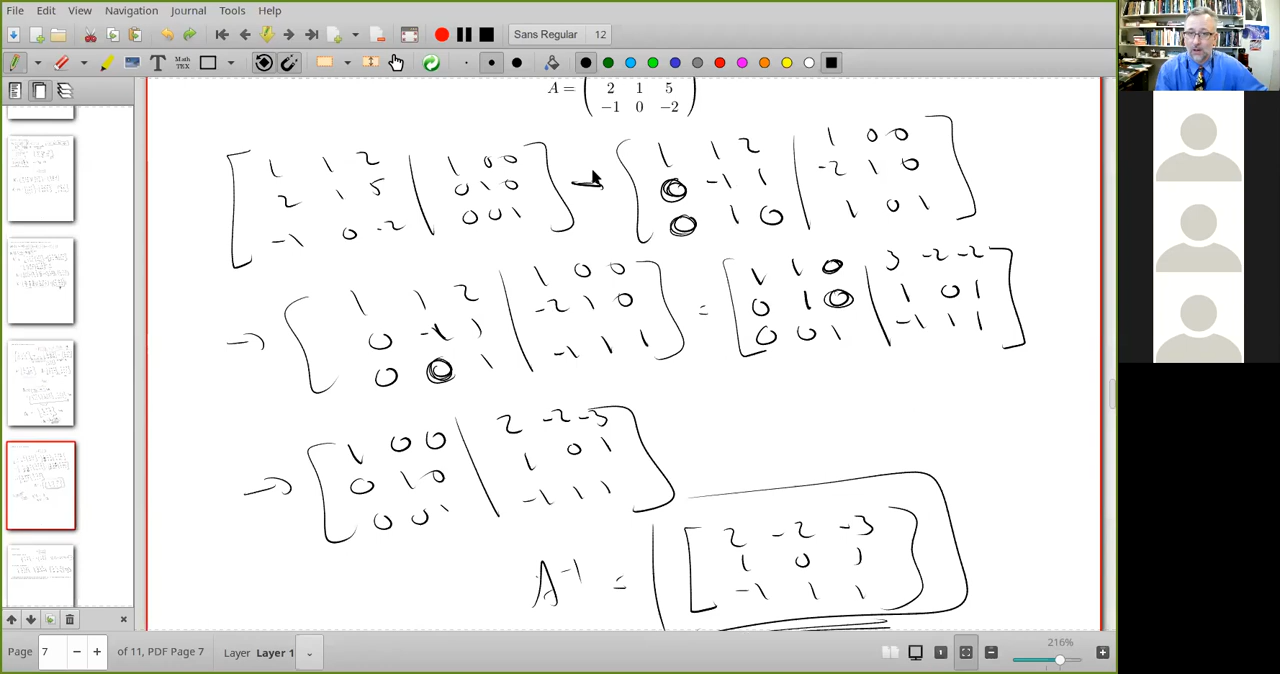 File Edit View Navigation Journal Tools Help
Sans Regular 12
Math TEX
A = ( 2 1 5
−1 0 −2 )
[ 1 1 2 | 1 0 0
2 1 5 | 0 1 0
-1 0 -2 | 0 0 1 ]
→ [ 1 1 2 | 1 0 0
0 -1 1 | -2 1 0
0 1 0 | 1 0 1 ]
→ [ 1 1 2 | 1 0 0
0 -1 1 | -2 1 0
0 0 1 | -1 1 1 ]
= [ 1 1 0 | 3 -2 -2
0 1 0 | 1 0 1
0 0 1 | -1 1 1 ]
→ [ 1 0 0 | 2 -2 -3
0 1 0 | 1 0 1
0 0 1 | -1 1 1 ]
A⁻¹ = [ 2 -2 -3
1 0 1
-1 1 1 ]
Page 7 − + of 11, PDF Page 7 Layer Layer 1 216%